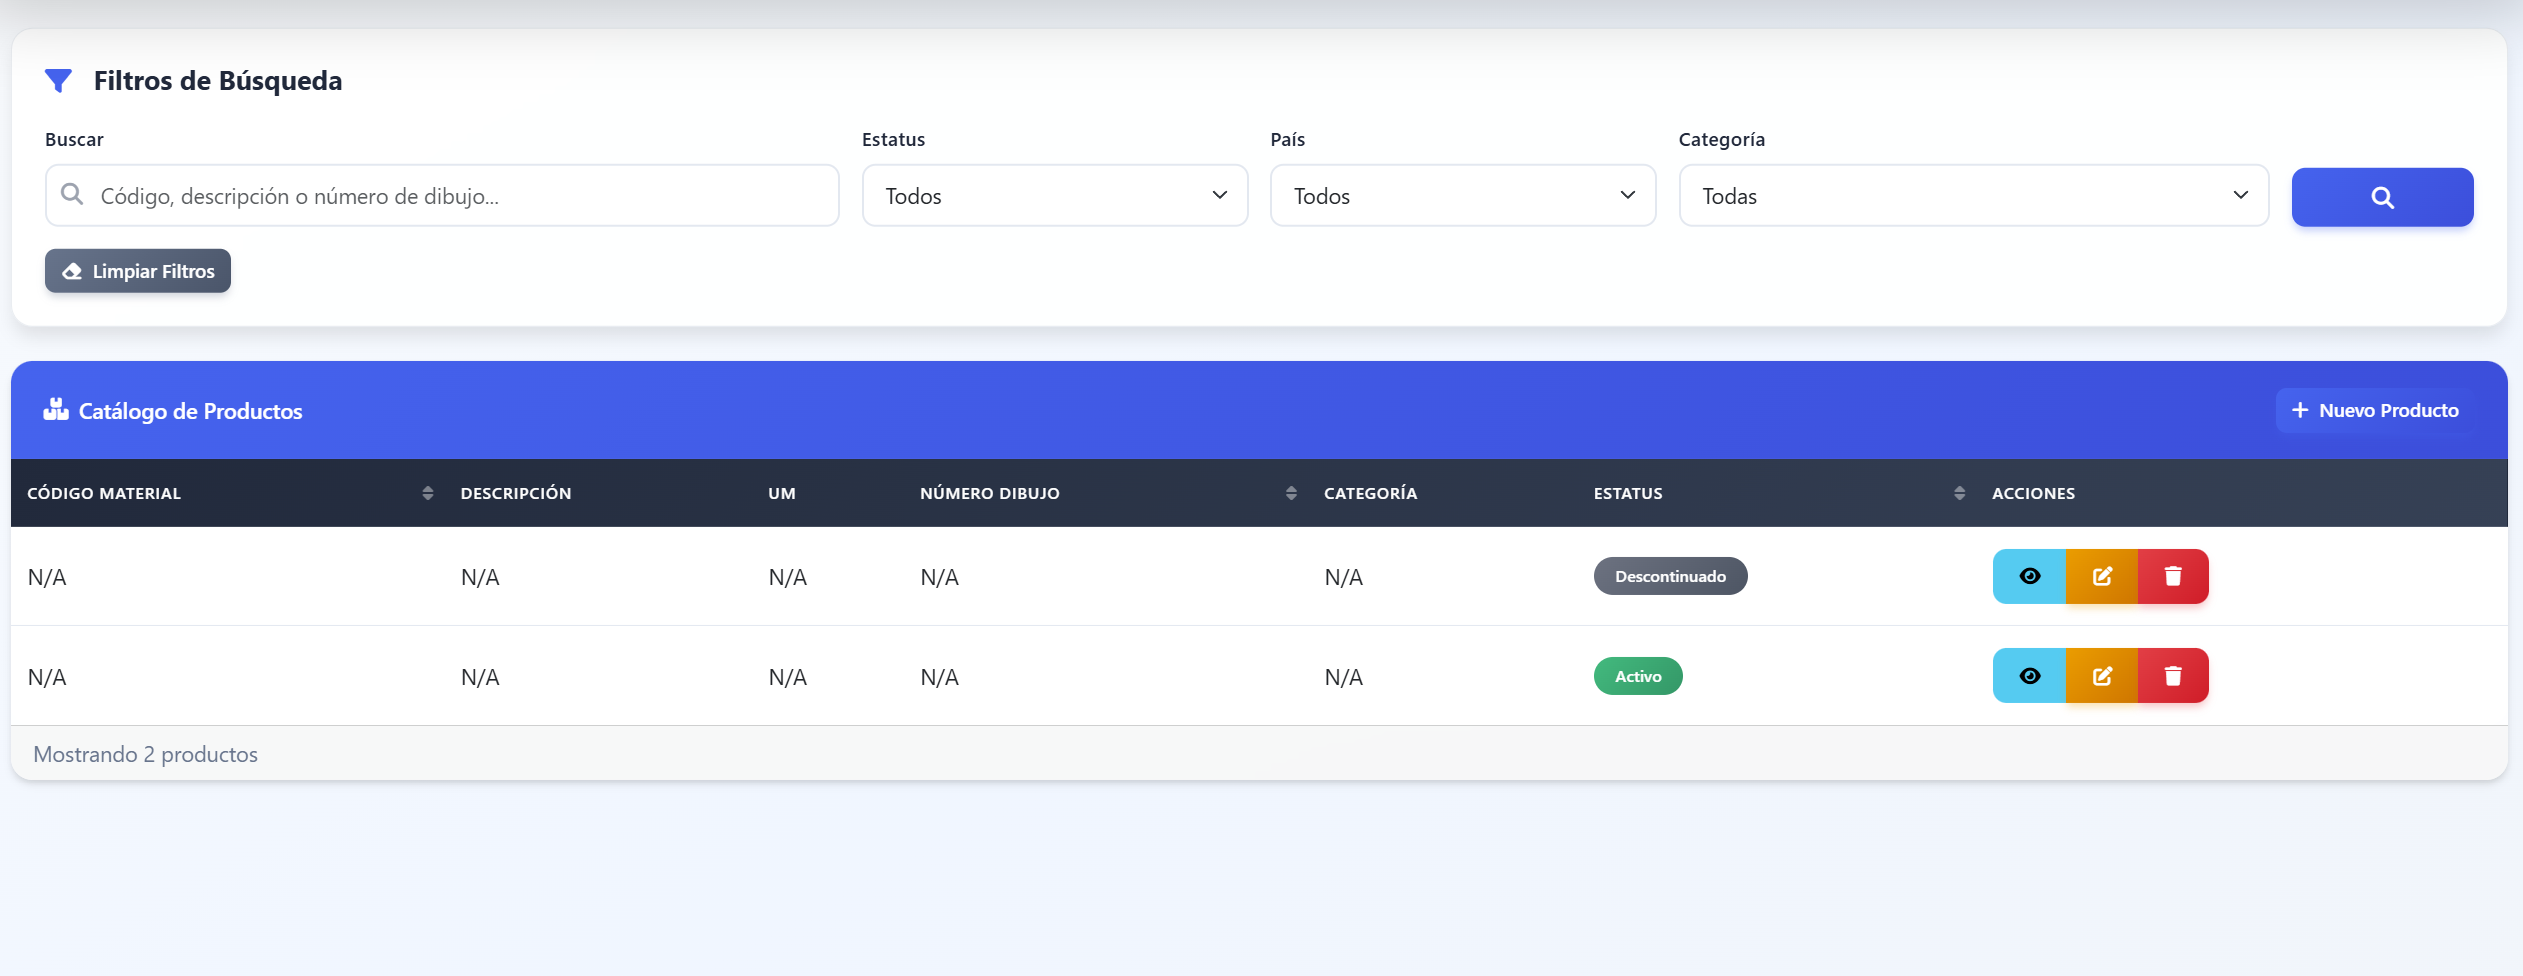 Filtros de Búsqueda
Buscar Estatus País Categoría
Código, descripción o número de dibujo... Todos Todos Todas
Limpiar Filtros
Catálogo de Productos Nuevo Producto
CÓDIGO MATERIAL DESCRIPCIÓN UM NÚMERO DIBUJO CATEGORÍA ESTATUS ACCIONES
N/A N/A N/A N/A N/A Descontinuado
N/A N/A N/A N/A N/A Activo
Mostrando 2 productos